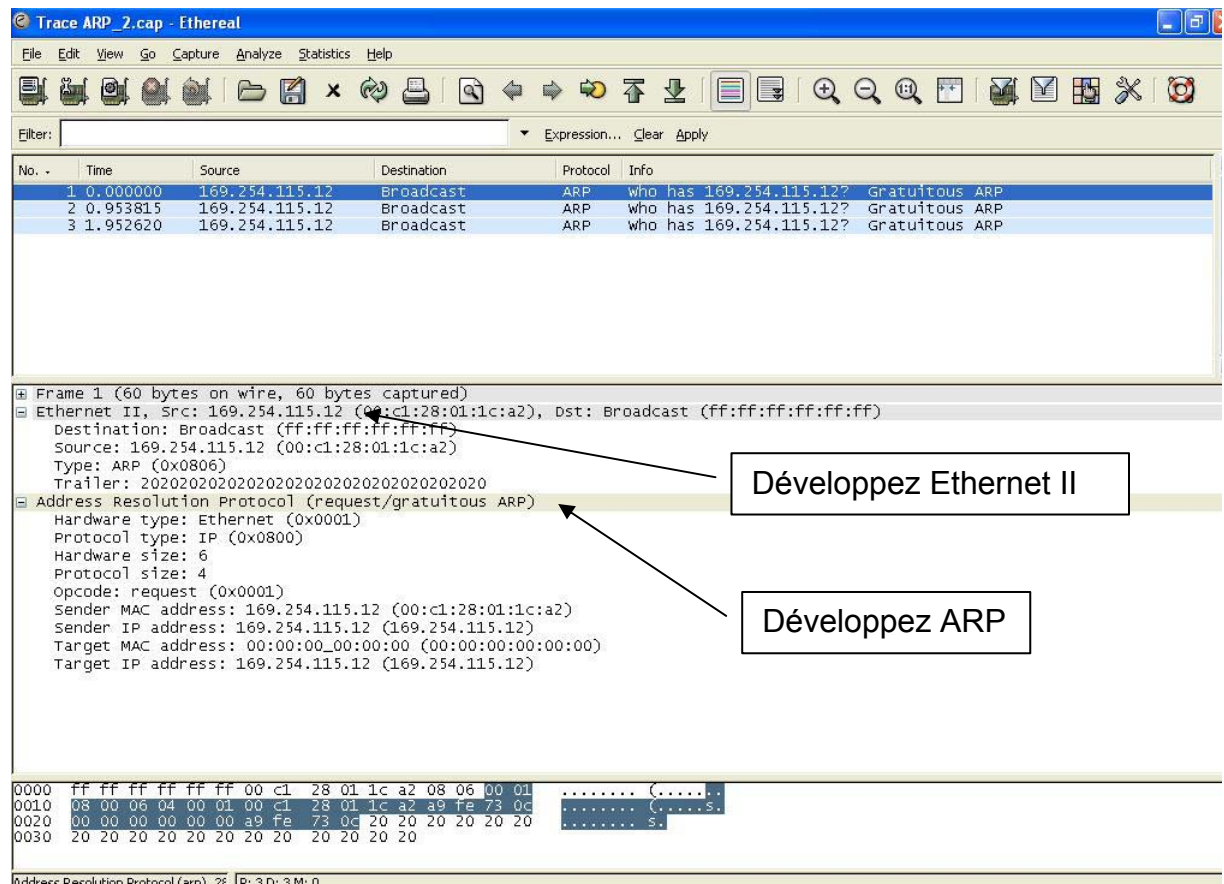 Trace ARP_2.cap - Ethereal
File Edit View Go Capture Analyze Statistics Help
Filter: Expression... Clear Apply
No. Time Source Destination Protocol Info
1 0.000000 169.254.115.12 Broadcast ARP who has 169.254.115.12? Gratuitous ARP
2 0.953815 169.254.115.12 Broadcast ARP who has 169.254.115.12? Gratuitous ARP
3 1.952620 169.254.115.12 Broadcast ARP who has 169.254.115.12? Gratuitous ARP
Frame 1 (60 bytes on wire, 60 bytes captured)
Ethernet II, Src: 169.254.115.12 (00:c1:28:01:1c:a2), Dst: Broadcast (ff:ff:ff:ff:ff:ff)
Destination: Broadcast (ff:ff:ff:ff:ff:ff)
Source: 169.254.115.12 (00:c1:28:01:1c:a2)
Type: ARP (0x0806)
Trailer: 202020202020202020202020202020202020
Développez Ethernet II
Address Resolution Protocol (request/gratuitous ARP)
Hardware type: Ethernet (0x0001)
Protocol type: IP (0x0800)
Hardware size: 6
Protocol size: 4
Opcode: request (0x0001)
Sender MAC address: 169.254.115.12 (00:c1:28:01:1c:a2)
Sender IP address: 169.254.115.12 (169.254.115.12)
Target MAC address: 00:00:00_00:00:00 (00:00:00:00:00:00)
Target IP address: 169.254.115.12 (169.254.115.12)
Développez ARP
0000 ff ff ff ff ff ff 00 c1 28 01 1c a2 08 06 00 01 ........ (.......
0010 08 00 06 04 00 01 00 c1 28 01 1c a2 a9 fe 73 0c ........ (.....s.
0020 00 00 00 00 00 00 a9 fe 73 0c 20 20 20 20 20 20 ........ s.
0030 20 20 20 20 20 20 20 20 20 20 20 20
Address Resolution Protocol (arp), 28 P: 3 D: 3 M: 0